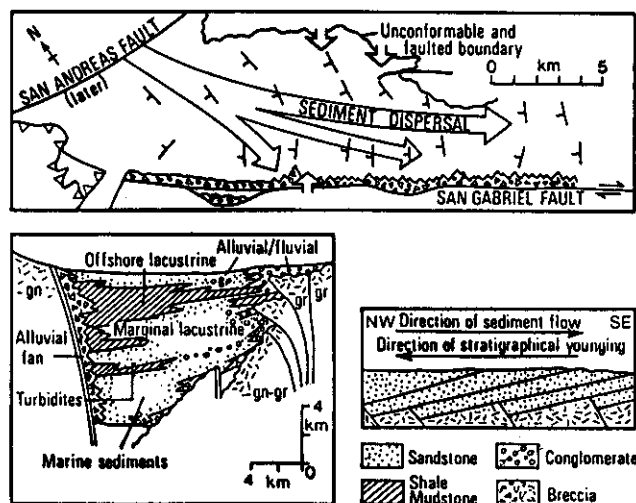 N
SAN ANDREAS FAULT
(later)
Unconformable and
faulted boundary
0 km 5
SEDIMENT DISPERSAL
SAN GABRIEL FAULT
Offshore lacustrine
Alluvial/fluvial
gn
gr
gr
Marginal lacustrine
Alluvial
fan
gn-gr
Turbidites
Marine sediments
4
km
4 km 0
NW Direction of sediment flow SE
Direction of stratigraphical younging
Sandstone
Conglomerate
Shale
Mudstone
Breccia